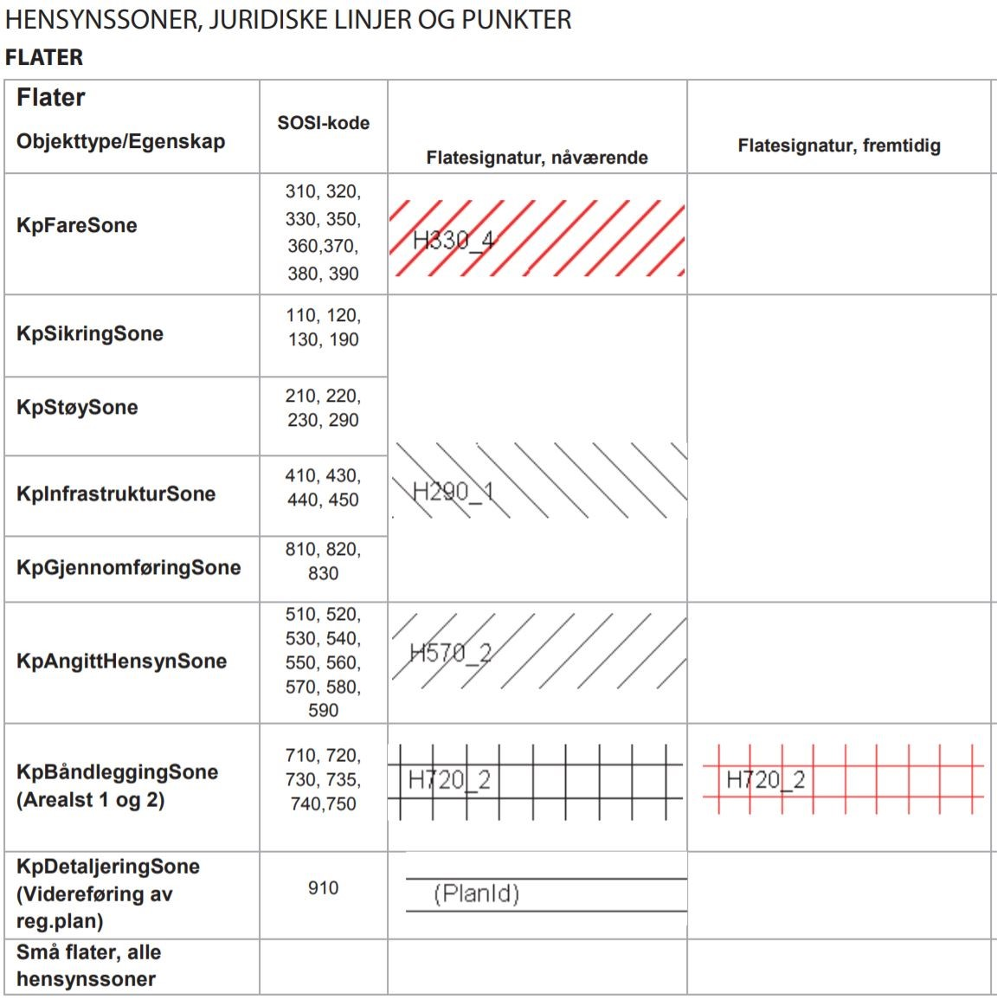 HENSYNSSONER, JURIDISKE LINJER OG PUNKTER
FLATER
Flater
Objekttype/Egenskap
SOSI-kode
Flatesignatur, nåværende
Flatesignatur, fremtidig
KpFareSone
310, 320,
330, 350,
360,370,
380, 390
H330_4
KpSikringSone
110, 120,
130, 190
KpStøySone
210, 220,
230, 290
KpInfrastrukturSone
410, 430,
440, 450
H290_1
KpGjennomføringSone
810, 820,
830
KpAngittHensynSone
510, 520,
530, 540,
550, 560,
570, 580,
590
H570_2
KpBåndleggingSone
(Arealst 1 og 2)
710, 720,
730, 735,
740,750
H720_2
H720_2
KpDetaljeringSone
(Videreføring av
reg.plan)
910
(PlanId)
Små flater, alle
hensynssoner